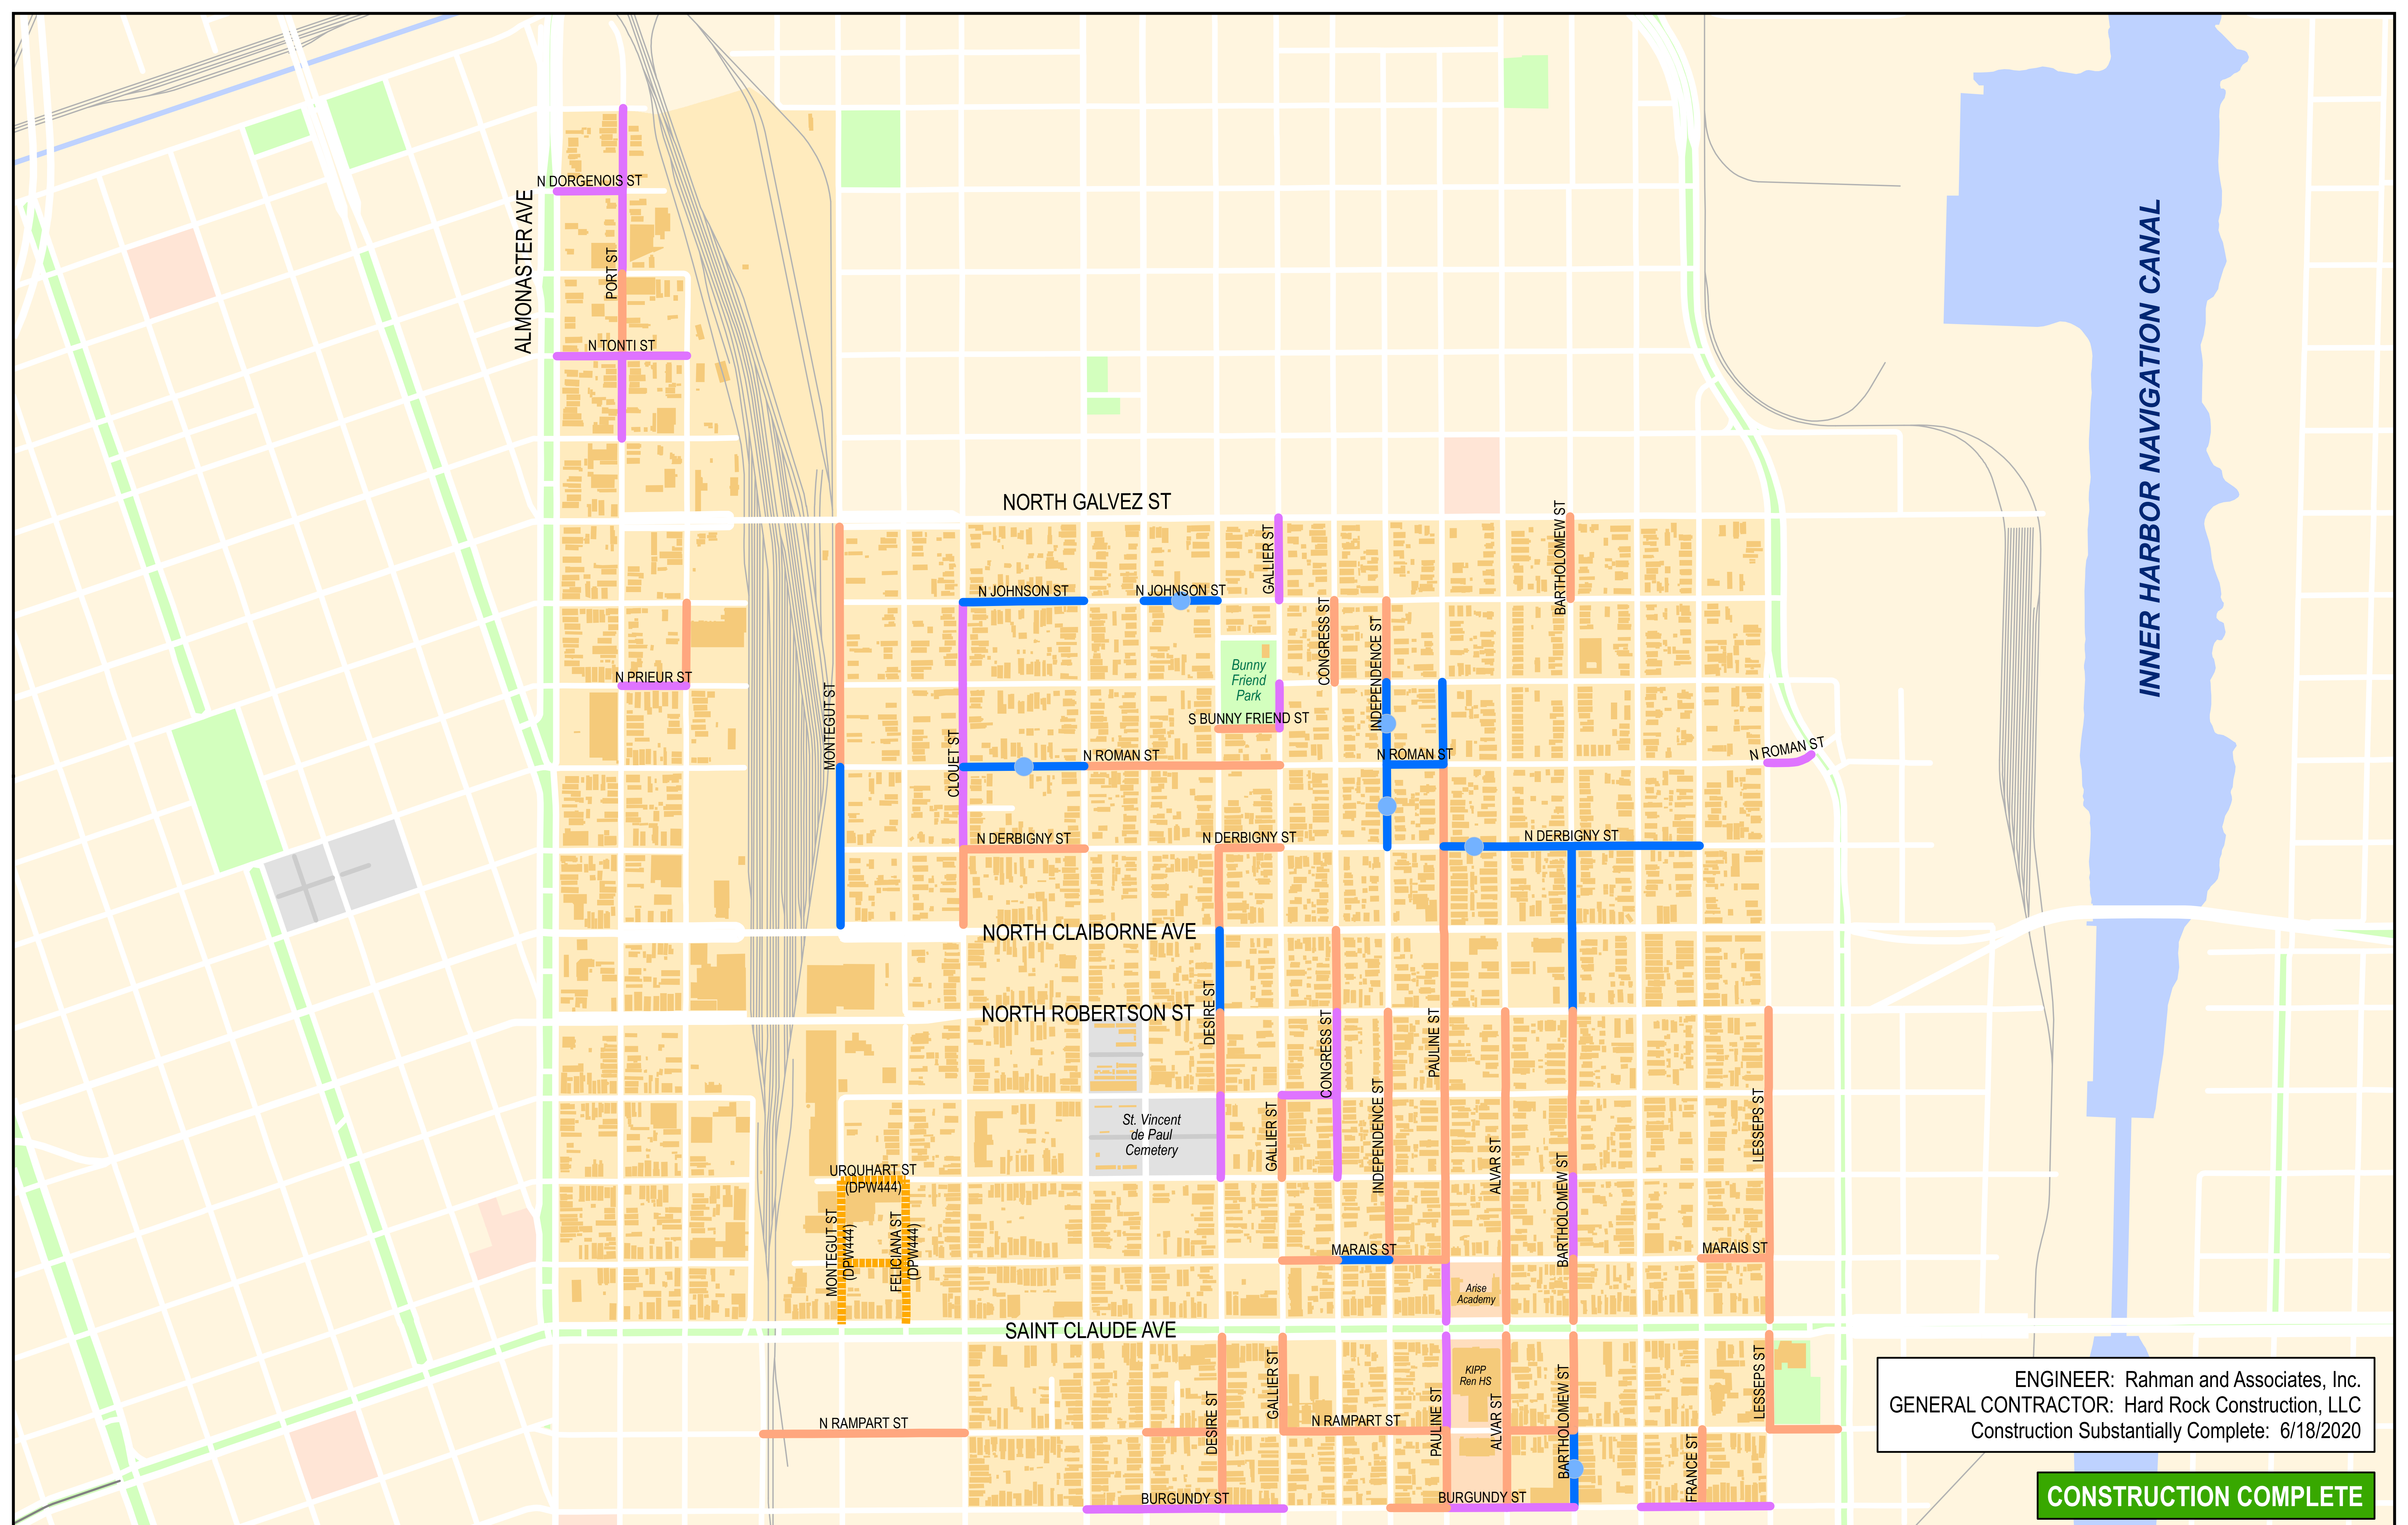 N DORGENOIS ST
ALMONASTER AVE
PORT ST
N TONTI ST
NORTH GALVEZ ST
INNER HARBOR NAVIGATION CANAL
GALLIER ST
BARTHOLOMEW ST
N JOHNSON ST
N JOHNSON ST
CONGRESS ST
INDEPENDENCE ST
Bunny
Friend
Park
N PRIEUR ST
MONTEGUT ST
S BUNNY FRIEND ST
CLOUET ST
N ROMAN ST
N ROMAN ST
N ROMAN ST
N DERBIGNY ST
N DERBIGNY ST
N DERBIGNY ST
NORTH CLAIBORNE AVE
DESIRE ST
NORTH ROBERTSON ST
CONGRESS ST
PAULINE ST
St. Vincent
de Paul
Cemetery
GALLIER ST
INDEPENDENCE ST
ALVAR ST
BARTHOLOMEW ST
LESSEPS ST
URQUHART ST
(DPW444)
MONTEGUT ST
(DPW444)
FELICIANA ST
(DPW444)
MARAIS ST
MARAIS ST
Arise
Academy
SAINT CLAUDE AVE
KIPP
Ren HS
DESIRE ST
GALLIER ST
PAULINE ST
ALVAR ST
BARTHOLOMEW ST
LESSEPS ST
N RAMPART ST
N RAMPART ST
FRANCE ST
BURGUNDY ST
BURGUNDY ST
ENGINEER: Rahman and Associates, Inc.
GENERAL CONTRACTOR: Hard Rock Construction, LLC
Construction Substantially Complete: 6/18/2020
CONSTRUCTION COMPLETE